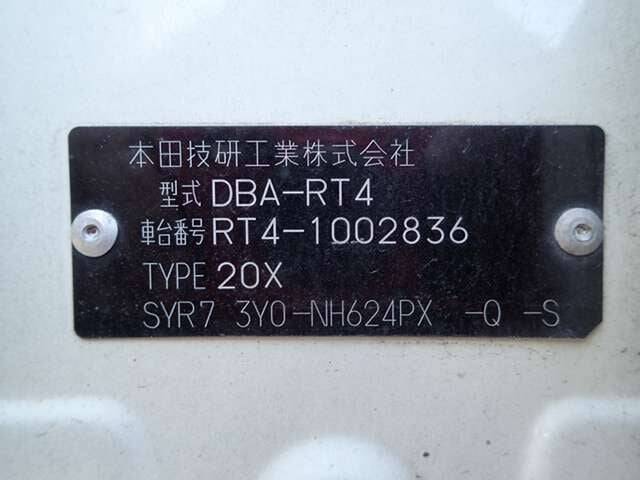 本田技研工業株式会社
型式 DBA-RT4
車台番号 RT4-1002836
TYPE 20X
SYR7 3Y0-NH624PX -Q -S